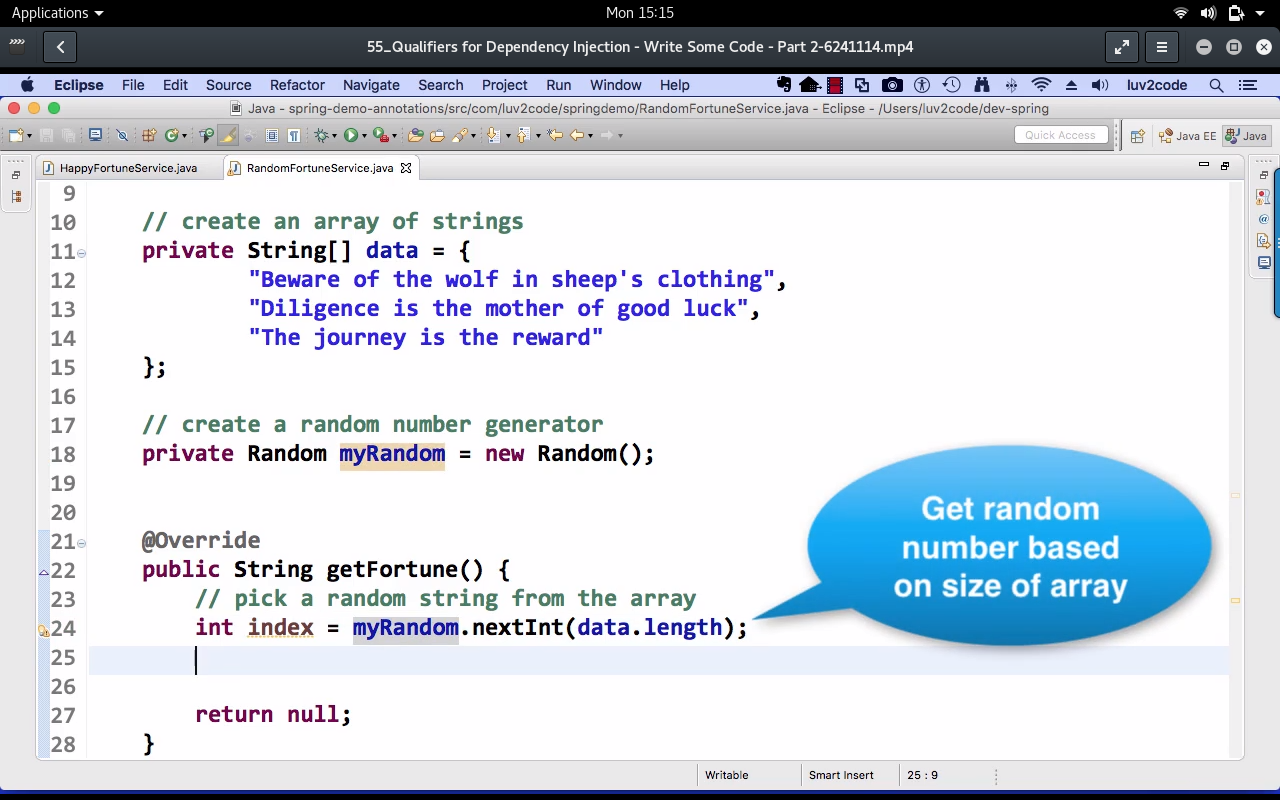 Applications
Mon 15:15
55_Qualifiers for Dependency Injection - Write Some Code - Part 2-6241114.mp4
Eclipse File Edit Source Refactor Navigate Search Project Run Window Help luv2code
Java - spring-demo-annotations/src/com/luv2code/springdemo/RandomFortuneService.java - Eclipse - /Users/luv2code/dev-spring
Quick Access Java EE Java
HappyFortuneService.java RandomFortuneService.java
9
10 // create an array of strings
11 private String[] data = {
12 "Beware of the wolf in sheep's clothing",
13 "Diligence is the mother of good luck",
14 "The journey is the reward"
15 };
16
17 // create a random number generator
18 private Random myRandom = new Random();
19
20
21 @Override
22 public String getFortune() {
23 // pick a random string from the array
24 int index = myRandom.nextInt(data.length);
25
26
27 return null;
28 }
Get random
number based
on size of array
Writable Smart Insert 25 : 9